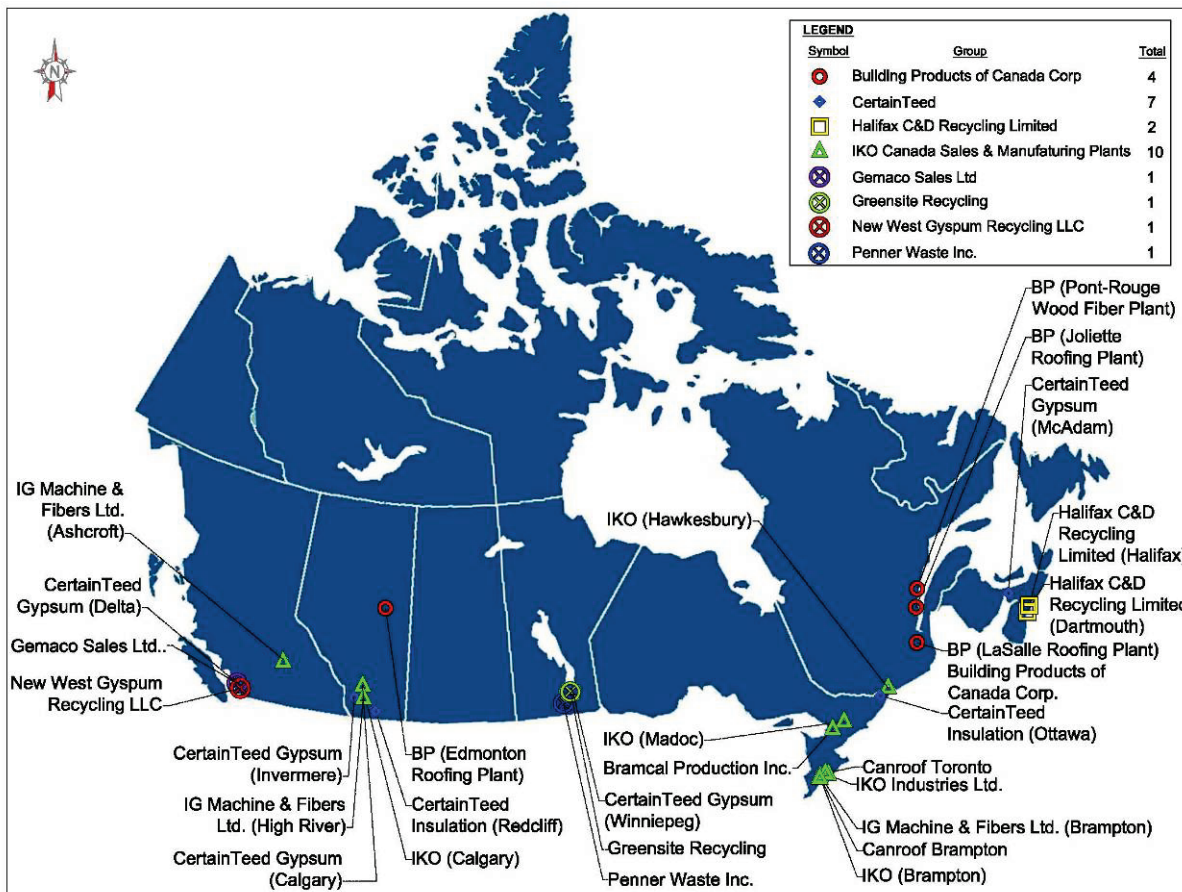 N
LEGEND
Symbol Group Total
Building Products of Canada Corp 4
CertainTeed 7
Halifax C&D Recycling Limited 2
IKO Canada Sales & Manufaturing Plants 10
Gemaco Sales Ltd 1
Greensite Recycling 1
New West Gyspum Recycling LLC 1
Penner Waste Inc. 1
BP (Pont-Rouge
Wood Fiber Plant)
BP (Joliette
Roofing Plant)
CertainTeed
Gypsum
(McAdam)
IG Machine &
Fibers Ltd.
(Ashcroft)
IKO (Hawkesbury)
Halifax C&D
Recycling
Limited (Halifax)
CertainTeed
Gypsum (Delta)
Halifax C&D
Recycling Limited
(Dartmouth)
Gemaco Sales Ltd..
New West Gyspum
Recycling LLC
BP (LaSalle Roofing Plant)
Building Products of
Canada Corp.
CertainTeed
Insulation (Ottawa)
CertainTeed Gypsum
(Invermere)
BP (Edmonton
Roofing Plant)
IKO (Madoc)
Bramcal Production Inc.
Canroof Toronto
IKO Industries Ltd.
IG Machine & Fibers
Ltd. (High River)
CertainTeed
Insulation (Redcliff)
CertainTeed Gypsum
(Winniepeg)
IG Machine & Fibers Ltd. (Brampton)
Canroof Brampton
IKO (Brampton)
CertainTeed Gypsum
(Calgary)
IKO (Calgary)
Greensite Recycling
Penner Waste Inc.